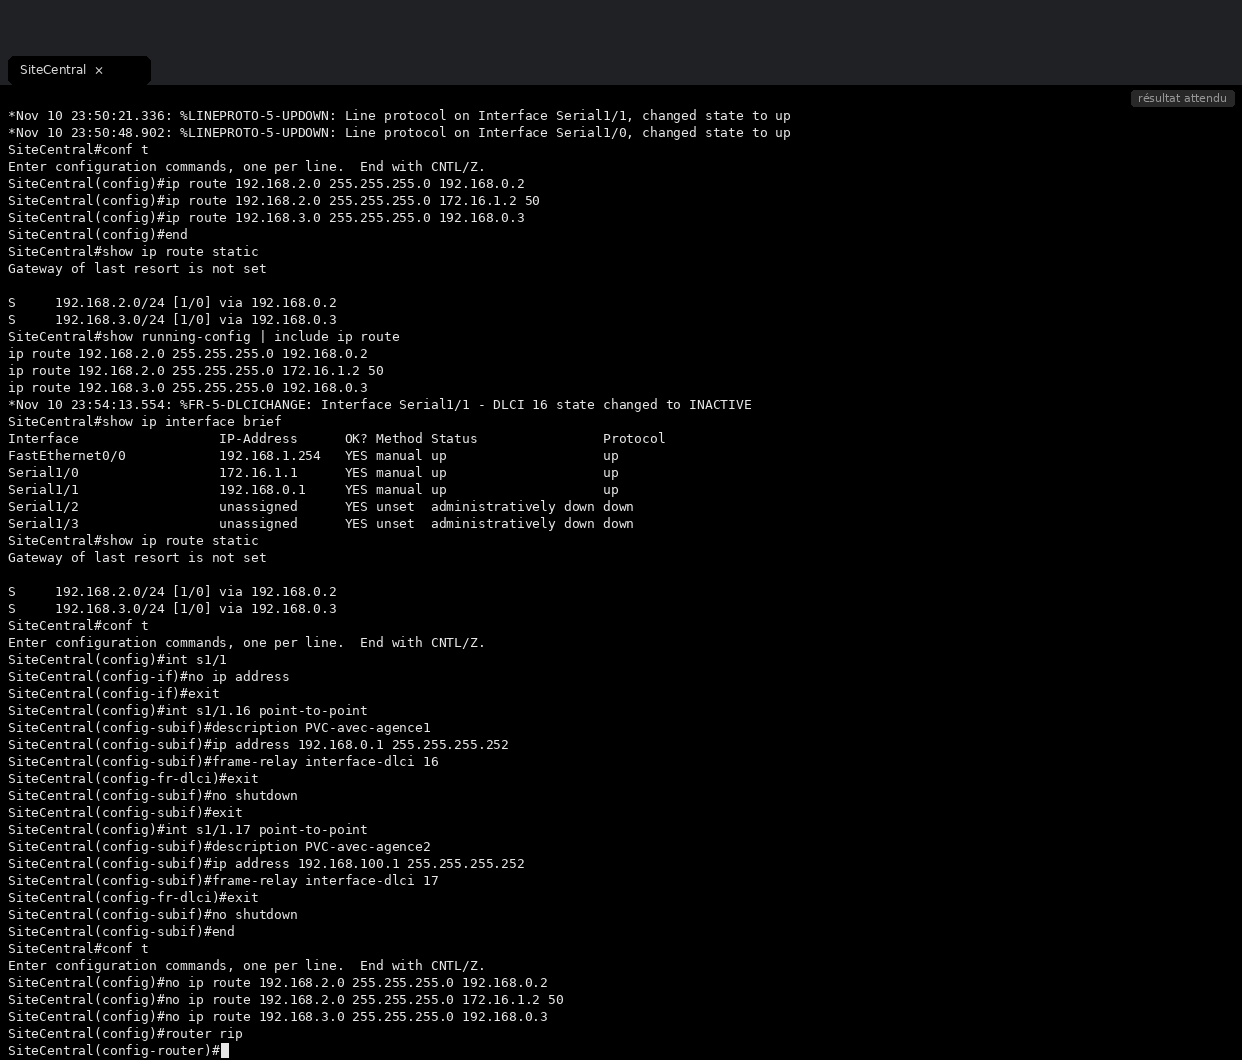 SiteCentral ×
résultat attendu
*Nov 10 23:50:21.336: %LINEPROTO-5-UPDOWN: Line protocol on Interface Serial1/1, changed state to up
*Nov 10 23:50:48.902: %LINEPROTO-5-UPDOWN: Line protocol on Interface Serial1/0, changed state to up
SiteCentral#conf t
Enter configuration commands, one per line.  End with CNTL/Z.
SiteCentral(config)#ip route 192.168.2.0 255.255.255.0 192.168.0.2
SiteCentral(config)#ip route 192.168.2.0 255.255.255.0 172.16.1.2 50
SiteCentral(config)#ip route 192.168.3.0 255.255.255.0 192.168.0.3
SiteCentral(config)#end
SiteCentral#show ip route static
Gateway of last resort is not set
S     192.168.2.0/24 [1/0] via 192.168.0.2
S     192.168.3.0/24 [1/0] via 192.168.0.3
SiteCentral#show running-config | include ip route
ip route 192.168.2.0 255.255.255.0 192.168.0.2
ip route 192.168.2.0 255.255.255.0 172.16.1.2 50
ip route 192.168.3.0 255.255.255.0 192.168.0.3
*Nov 10 23:54:13.554: %FR-5-DLCICHANGE: Interface Serial1/1 - DLCI 16 state changed to INACTIVE
SiteCentral#show ip interface brief
Interface                  IP-Address      OK? Method Status                Protocol
FastEthernet0/0            192.168.1.254   YES manual up                    up
Serial1/0                  172.16.1.1      YES manual up                    up
Serial1/1                  192.168.0.1     YES manual up                    up
Serial1/2                  unassigned      YES unset  administratively down down
Serial1/3                  unassigned      YES unset  administratively down down
SiteCentral#show ip route static
Gateway of last resort is not set
S     192.168.2.0/24 [1/0] via 192.168.0.2
S     192.168.3.0/24 [1/0] via 192.168.0.3
SiteCentral#conf t
Enter configuration commands, one per line.  End with CNTL/Z.
SiteCentral(config)#int s1/1
SiteCentral(config-if)#no ip address
SiteCentral(config-if)#exit
SiteCentral(config)#int s1/1.16 point-to-point
SiteCentral(config-subif)#description PVC-avec-agence1
SiteCentral(config-subif)#ip address 192.168.0.1 255.255.255.252
SiteCentral(config-subif)#frame-relay interface-dlci 16
SiteCentral(config-fr-dlci)#exit
SiteCentral(config-subif)#no shutdown
SiteCentral(config-subif)#exit
SiteCentral(config)#int s1/1.17 point-to-point
SiteCentral(config-subif)#description PVC-avec-agence2
SiteCentral(config-subif)#ip address 192.168.100.1 255.255.255.252
SiteCentral(config-subif)#frame-relay interface-dlci 17
SiteCentral(config-fr-dlci)#exit
SiteCentral(config-subif)#no shutdown
SiteCentral(config-subif)#end
SiteCentral#conf t
Enter configuration commands, one per line.  End with CNTL/Z.
SiteCentral(config)#no ip route 192.168.2.0 255.255.255.0 192.168.0.2
SiteCentral(config)#no ip route 192.168.2.0 255.255.255.0 172.16.1.2 50
SiteCentral(config)#no ip route 192.168.3.0 255.255.255.0 192.168.0.3
SiteCentral(config)#router rip
SiteCentral(config-router)#